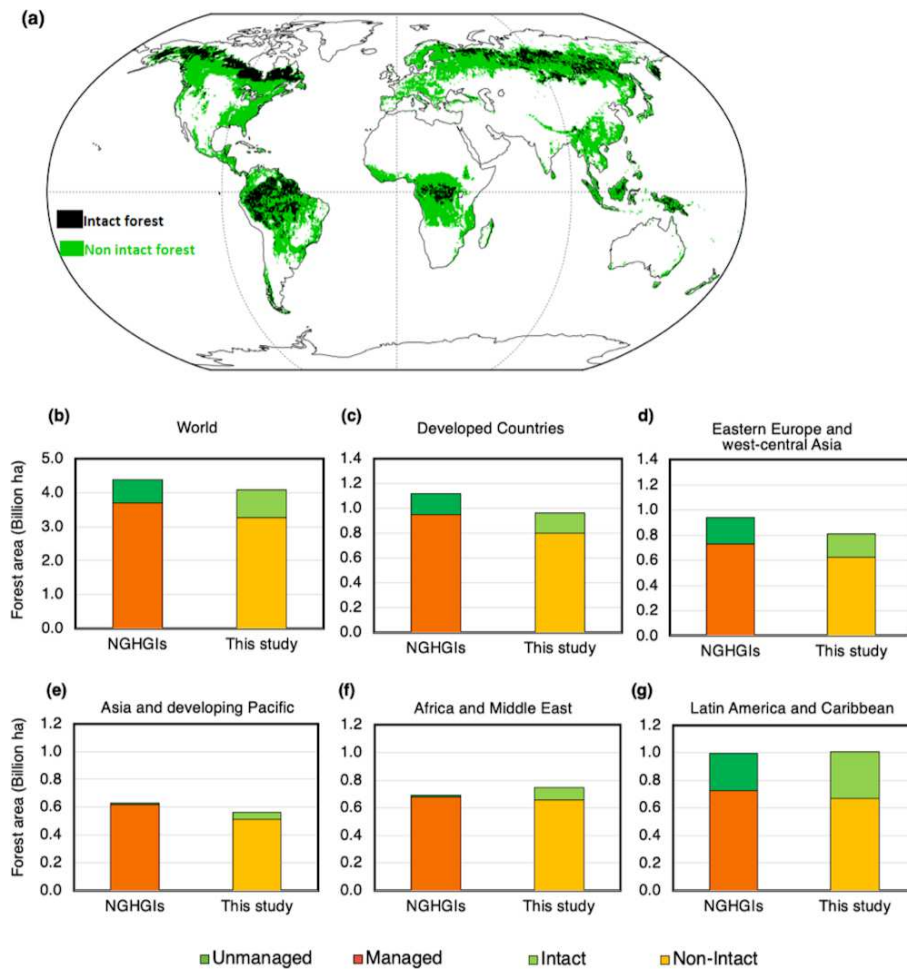 (a)
Intact forest
Non intact forest
(b)
World
Forest area (Billion ha)
5.0
4.0
3.0
2.0
1.0
0.0
NGHGIs
This study
(c)
Developed Countries
1.4
1.2
1.0
0.8
0.6
0.4
0.2
0.0
NGHGIs
This study
d)
Eastern Europe and
west-central Asia
1.4
1.2
1.0
0.8
0.6
0.4
0.2
0.0
NGHGIs
This study
(e)
Asia and developing Pacific
Forest area (Billion ha)
1.2
1.0
0.8
0.6
0.4
0.2
0.0
NGHGIs
This study
(f)
Africa and Middle East
1.2
1.0
0.8
0.6
0.4
0.2
0.0
NGHGIs
This study
(g)
Latin America and Caribbean
1.2
1.0
0.8
0.6
0.4
0.2
0.0
NGHGIs
This study
Unmanaged
Managed
Intact
Non-Intact